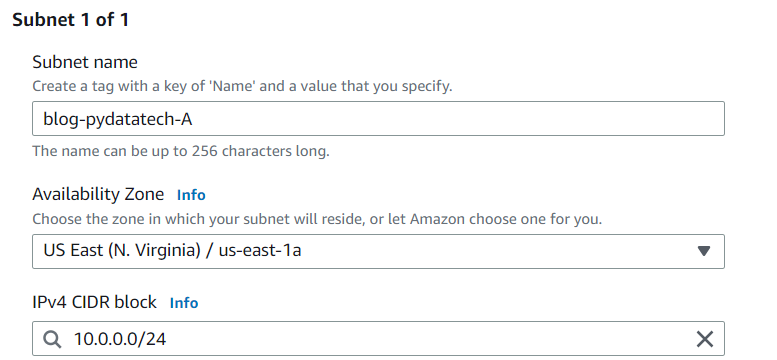 Subnet 1 of 1
Subnet name
Create a tag with a key of 'Name' and a value that you specify.
blog-pydatatech-A
The name can be up to 256 characters long.
Availability Zone Info
Choose the zone in which your subnet will reside, or let Amazon choose one for you.
US East (N. Virginia) / us-east-1a
IPv4 CIDR block Info
10.0.0.0/24